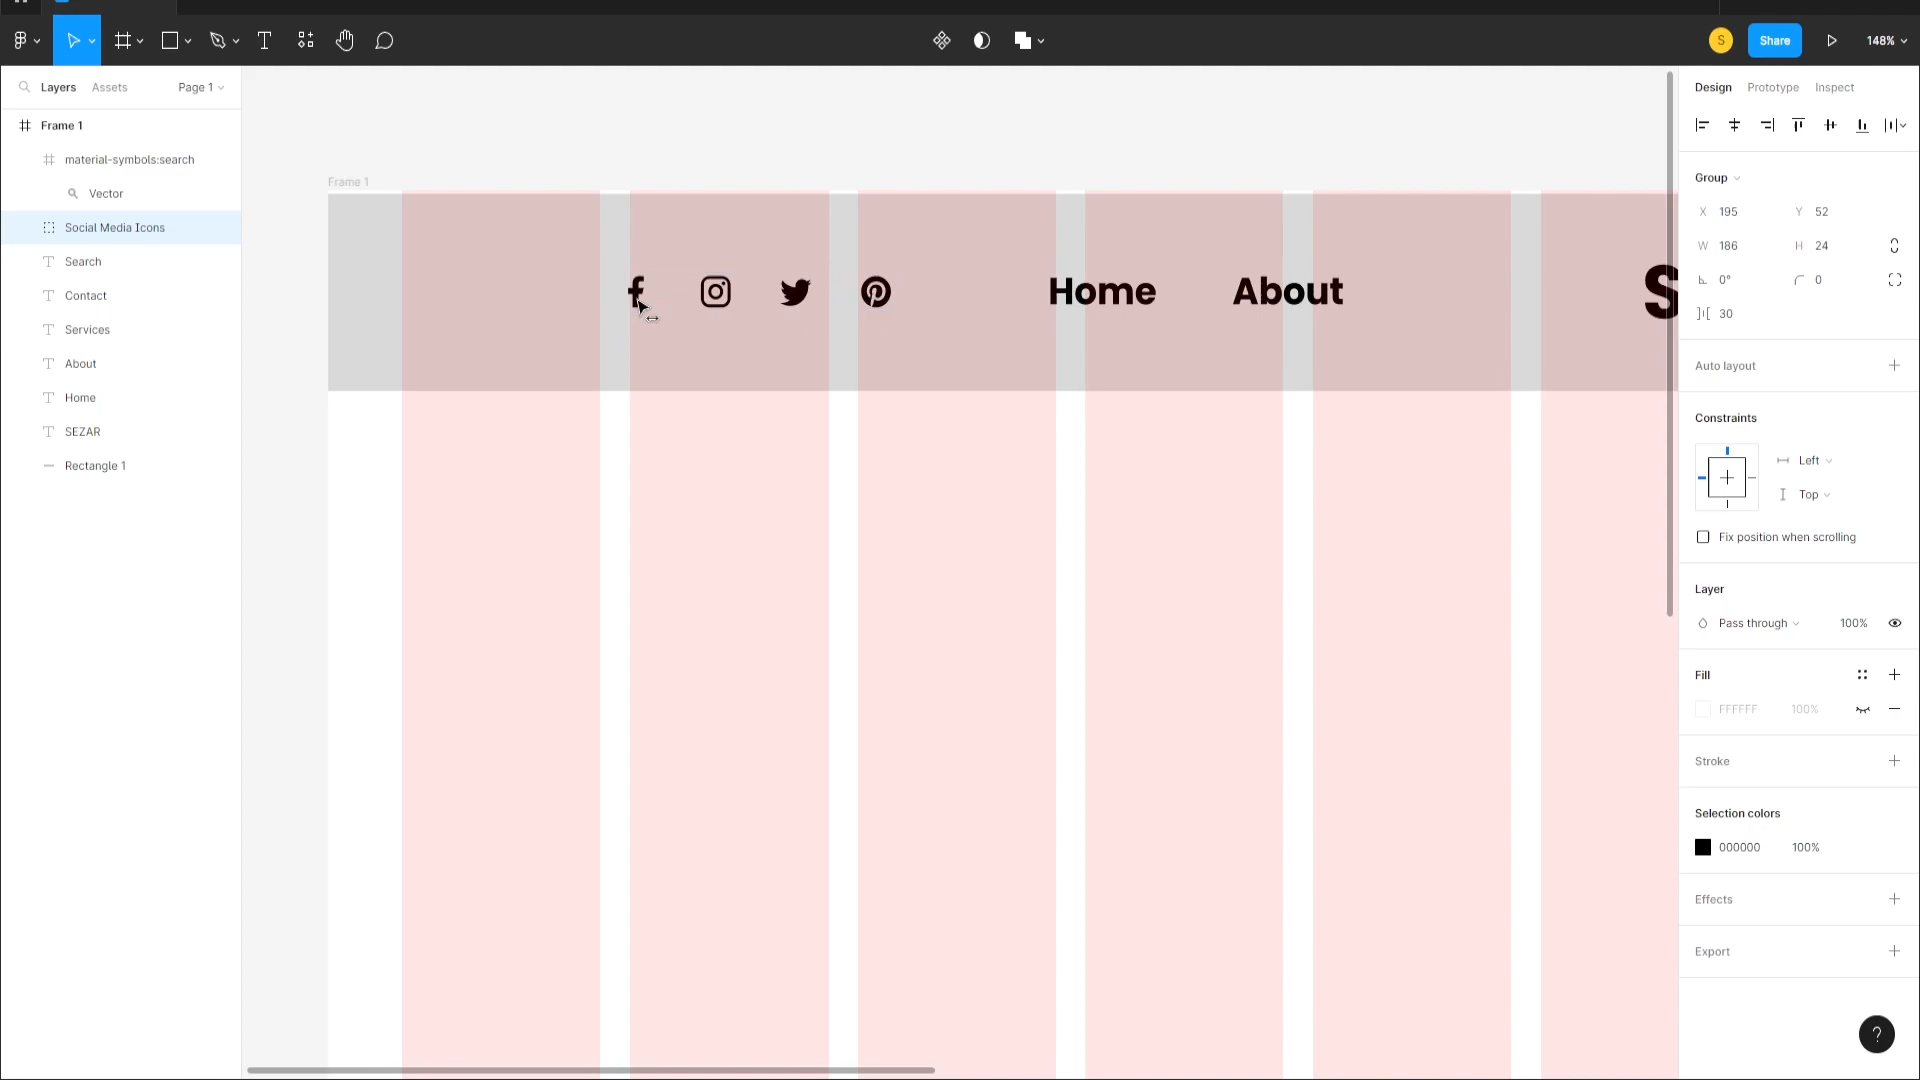 S
Share
148%
Layers
Assets
Page 1
Design
Prototype
Inspect
Frame 1
material-symbols:search
Vector
Social Media Icons
Search
Contact
Services
About
Home
SEZAR
Rectangle 1
Frame 1
Home About S
Group
X 195 Y 52
W 186 H 24
0° 0
30
Auto layout
Constraints
Left
Top
Fix position when scrolling
Layer
Pass through 100%
Fill
FFFFFF 100%
Stroke
Selection colors
000000 100%
Effects
Export
?